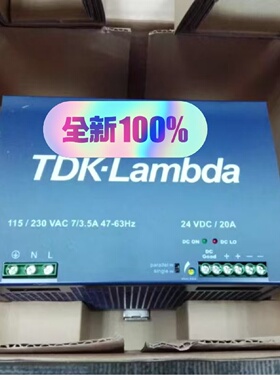 全新100%
TDK·Lambda
115 / 230 VAC 7/3.5A 47-63Hz
24 VDC / 20A
DC ON
DC LO
N L
parallel
single
DC
Good
+ + − −